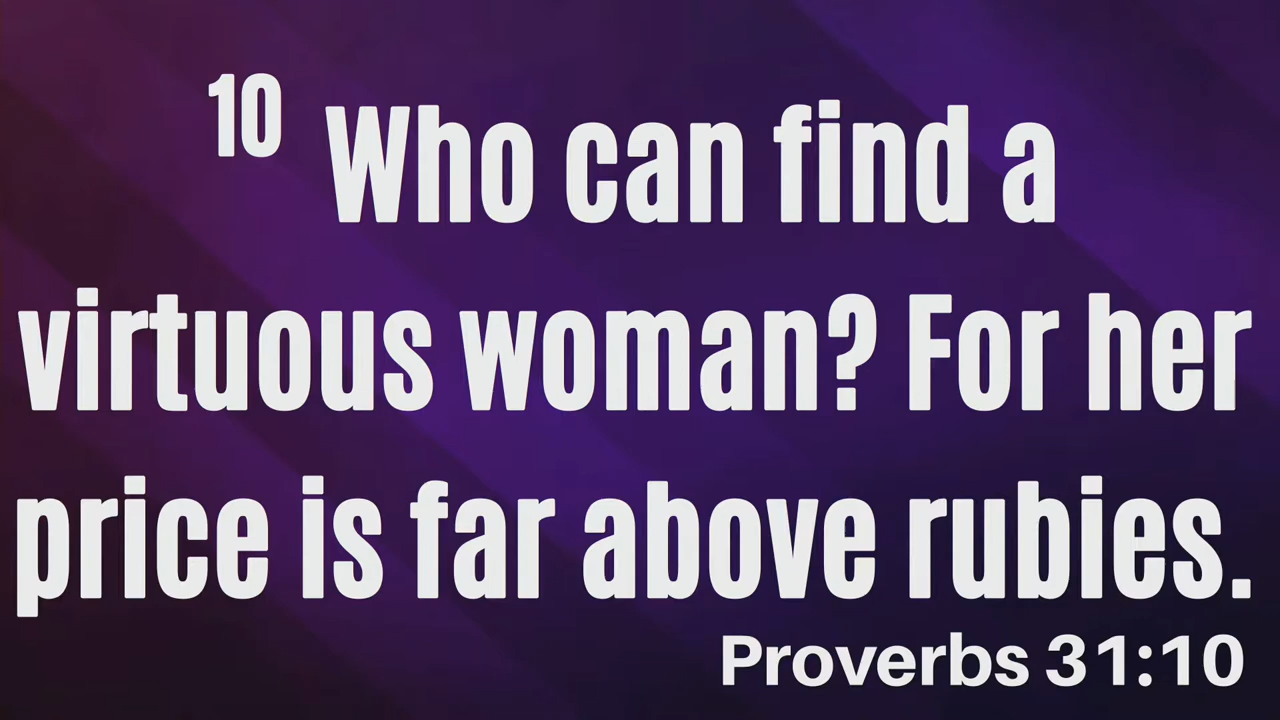 10 Who can find a
virtuous woman? For her
price is far above rubies.
Proverbs 31:10